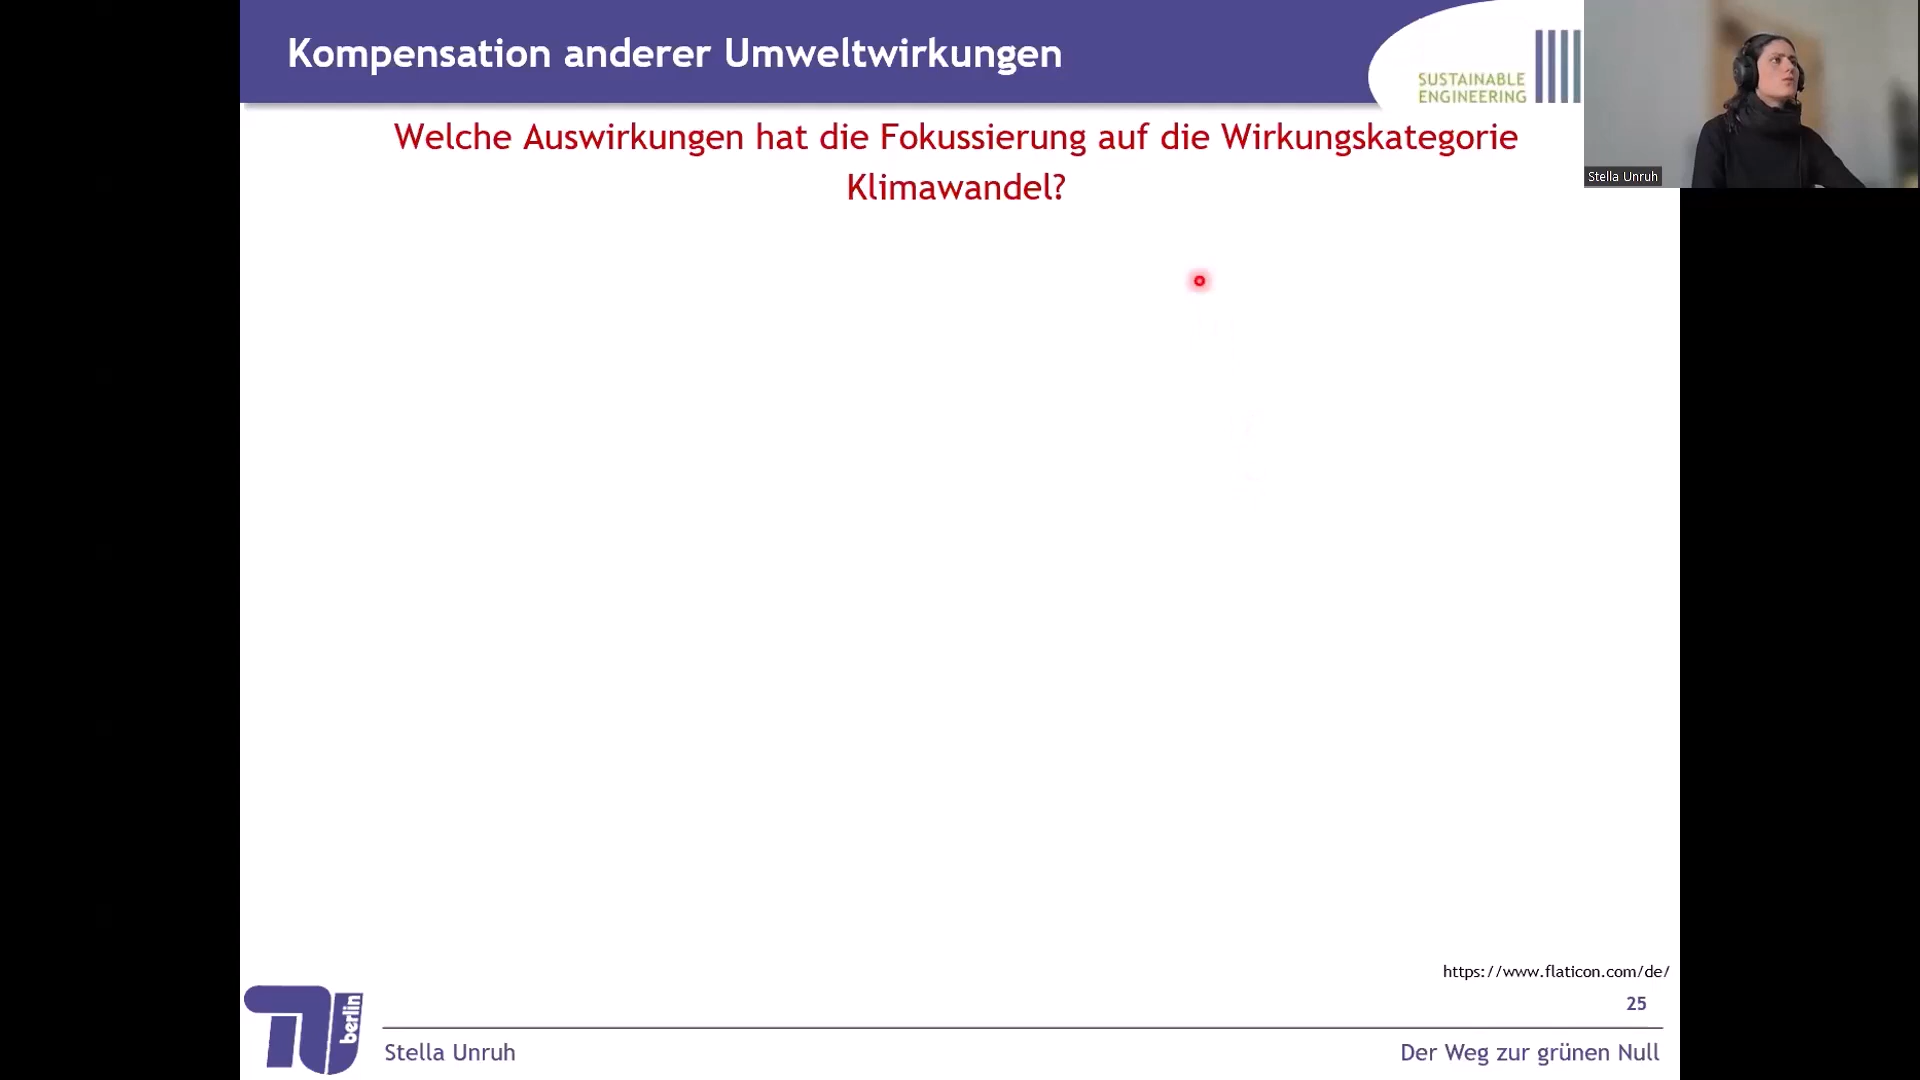 Kompensation anderer Umweltwirkungen
SUSTAINABLE
ENGINEERING
Welche Auswirkungen hat die Fokussierung auf die Wirkungskategorie
Klimawandel?
Stella Unruh
https://www.flaticon.com/de/
25
berlin
Stella Unruh
Der Weg zur grünen Null